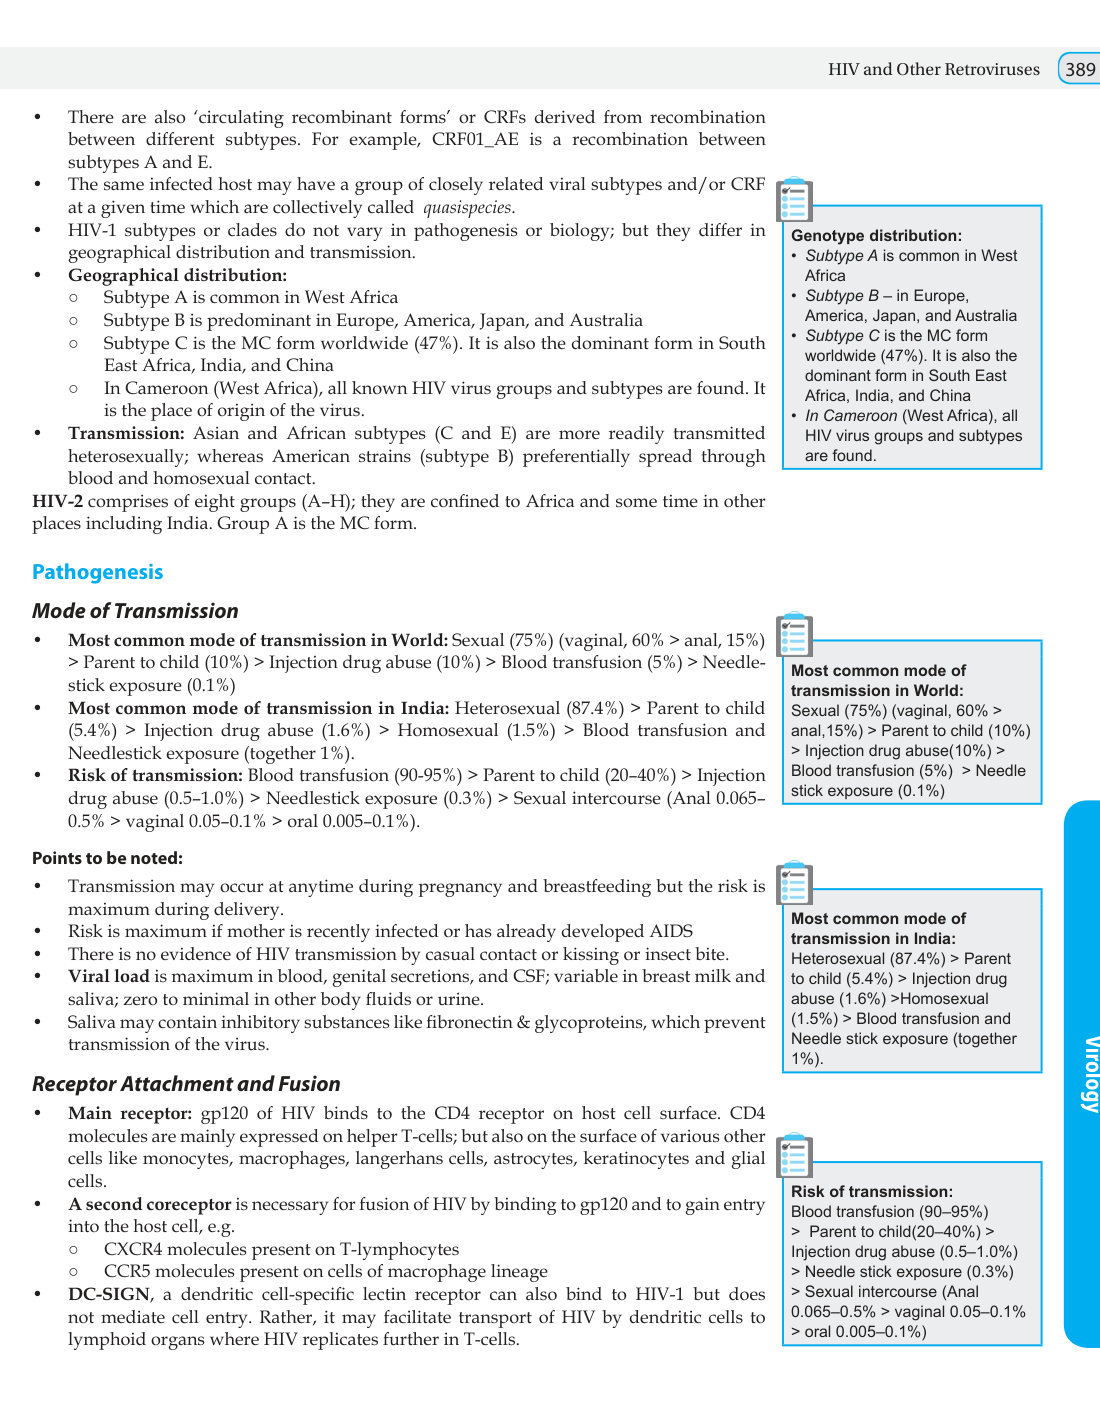 HIV and Other Retroviruses 389
• There are also ‘circulating recombinant forms’ or CRFs derived from recombination
between different subtypes. For example, CRF01_AE is a recombination between
subtypes A and E.
• The same infected host may have a group of closely related viral subtypes and/or CRF
at a given time which are collectively called quasispecies.
• HIV-1 subtypes or clades do not vary in pathogenesis or biology; but they differ in
geographical distribution and transmission.
• Geographical distribution:
○ Subtype A is common in West Africa
○ Subtype B is predominant in Europe, America, Japan, and Australia
○ Subtype C is the MC form worldwide (47%). It is also the dominant form in South
East Africa, India, and China
○ In Cameroon (West Africa), all known HIV virus groups and subtypes are found. It
is the place of origin of the virus.
• Transmission: Asian and African subtypes (C and E) are more readily transmitted
heterosexually; whereas American strains (subtype B) preferentially spread through
blood and homosexual contact.
HIV-2 comprises of eight groups (A–H); they are confined to Africa and some time in other
places including India. Group A is the MC form.
Pathogenesis
Mode of Transmission
• Most common mode of transmission in World: Sexual (75%) (vaginal, 60% > anal, 15%)
> Parent to child (10%) > Injection drug abuse (10%) > Blood transfusion (5%) > Needle-
stick exposure (0.1%)
• Most common mode of transmission in India: Heterosexual (87.4%) > Parent to child
(5.4%) > Injection drug abuse (1.6%) > Homosexual (1.5%) > Blood transfusion and
Needlestick exposure (together 1%).
• Risk of transmission: Blood transfusion (90-95%) > Parent to child (20–40%) > Injection
drug abuse (0.5–1.0%) > Needlestick exposure (0.3%) > Sexual intercourse (Anal 0.065–
0.5% > vaginal 0.05–0.1% > oral 0.005–0.1%).
Points to be noted:
• Transmission may occur at anytime during pregnancy and breastfeeding but the risk is
maximum during delivery.
• Risk is maximum if mother is recently infected or has already developed AIDS
• There is no evidence of HIV transmission by casual contact or kissing or insect bite.
• Viral load is maximum in blood, genital secretions, and CSF; variable in breast milk and
saliva; zero to minimal in other body fluids or urine.
• Saliva may contain inhibitory substances like fibronectin & glycoproteins, which prevent
transmission of the virus.
Receptor Attachment and Fusion
• Main receptor: gp120 of HIV binds to the CD4 receptor on host cell surface. CD4
molecules are mainly expressed on helper T-cells; but also on the surface of various other
cells like monocytes, macrophages, langerhans cells, astrocytes, keratinocytes and glial
cells.
• A second coreceptor is necessary for fusion of HIV by binding to gp120 and to gain entry
into the host cell, e.g.
○ CXCR4 molecules present on T-lymphocytes
○ CCR5 molecules present on cells of macrophage lineage
• DC-SIGN, a dendritic cell-specific lectin receptor can also bind to HIV-1 but does
not mediate cell entry. Rather, it may facilitate transport of HIV by dendritic cells to
lymphoid organs where HIV replicates further in T-cells.
Genotype distribution:
• Subtype A is common in West
Africa
• Subtype B – in Europe,
America, Japan, and Australia
• Subtype C is the MC form
worldwide (47%). It is also the
dominant form in South East
Africa, India, and China
• In Cameroon (West Africa), all
HIV virus groups and subtypes
are found.
Most common mode of
transmission in World:
Sexual (75%) (vaginal, 60% >
anal,15%) > Parent to child (10%)
> Injection drug abuse(10%) >
Blood transfusion (5%) > Needle
stick exposure (0.1%)
Most common mode of
transmission in India:
Heterosexual (87.4%) > Parent
to child (5.4%) > Injection drug
abuse (1.6%) >Homosexual
(1.5%) > Blood transfusion and
Needle stick exposure (together
1%).
Risk of transmission:
Blood transfusion (90–95%)
> Parent to child(20–40%) >
Injection drug abuse (0.5–1.0%)
> Needle stick exposure (0.3%)
> Sexual intercourse (Anal
0.065–0.5% > vaginal 0.05–0.1%
> oral 0.005–0.1%)
Virology